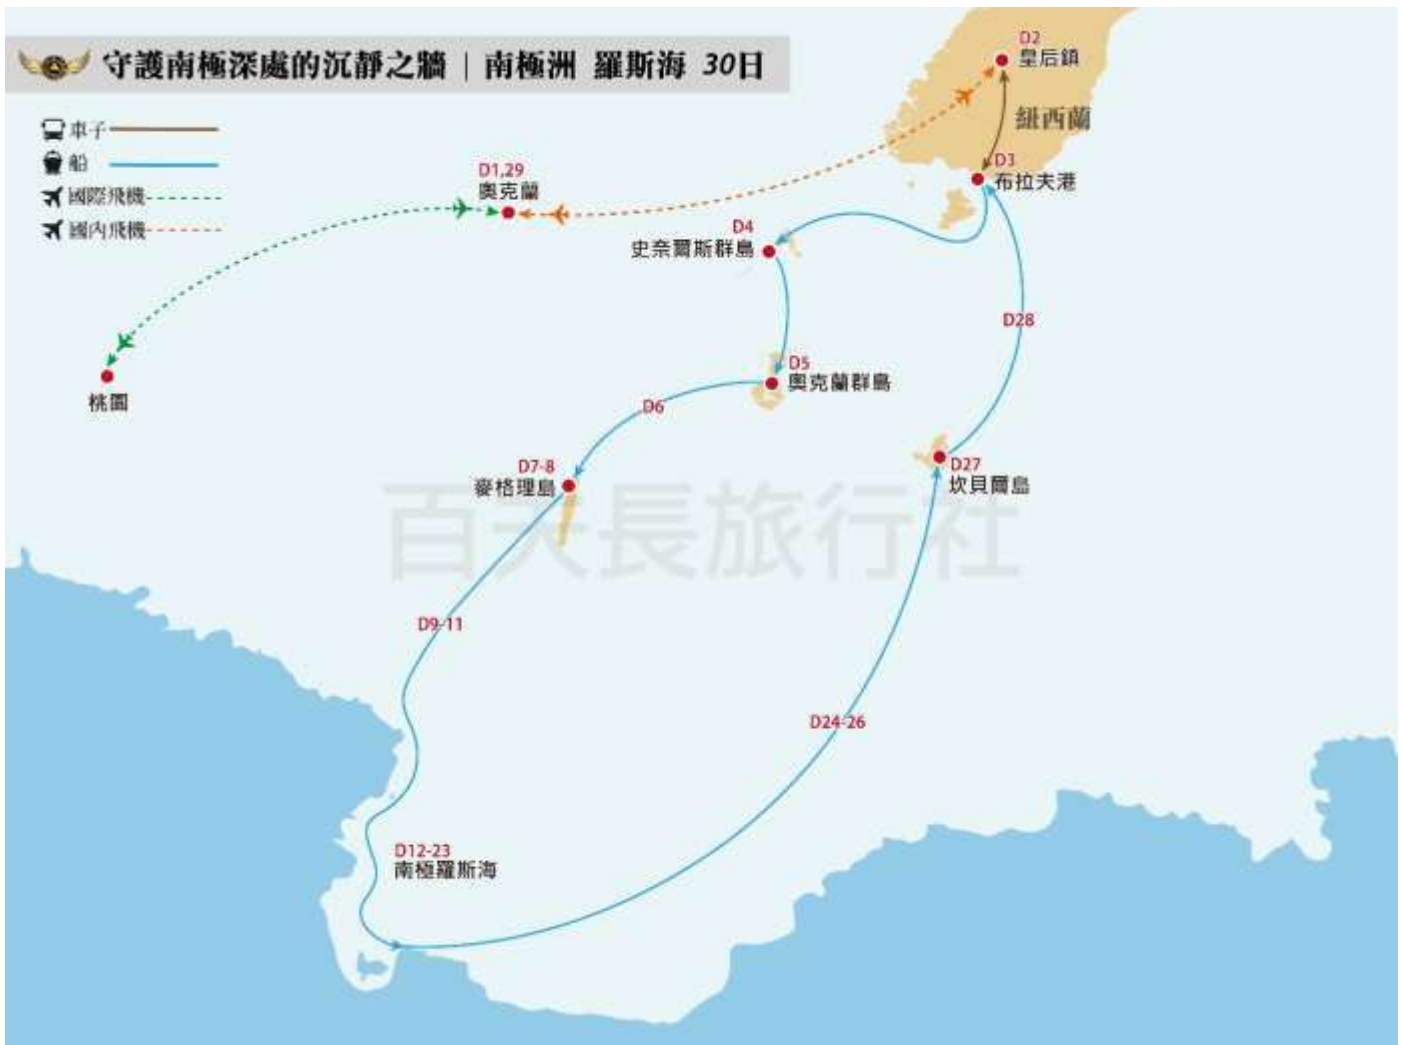 守護南極深處的沉靜之牆｜南極洲 羅斯海 30日
車子
船
國際飛機
國內飛機
D2
皇后鎮
紐西蘭
D3
布拉夫港
D1,29
奧克蘭
D4
史奈爾斯群島
D28
D5
奧克蘭群島
桃園
D6
D7-8
麥格理島
D27
坎貝爾島
百夫長旅行社
D9-11
D24-26
D12-23
南極羅斯海